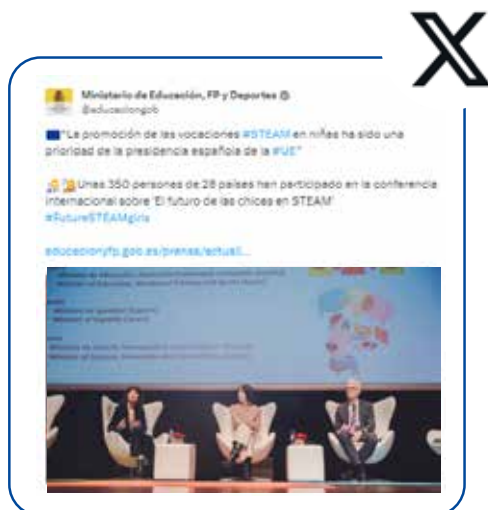 X
Ministerio de Educación, FP y Deportes
@educaciongob
"La promoción de las vocaciones #STEAM en niñas ha sido una
prioridad de la presidencia española de la #UE"
Unas 350 personas de 28 países han participado en la conferencia
internacional sobre 'El futuro de las chicas en STEAM'
#FutureSTEAMgirls
educacionyfp.gob.es/prensa/actuali...